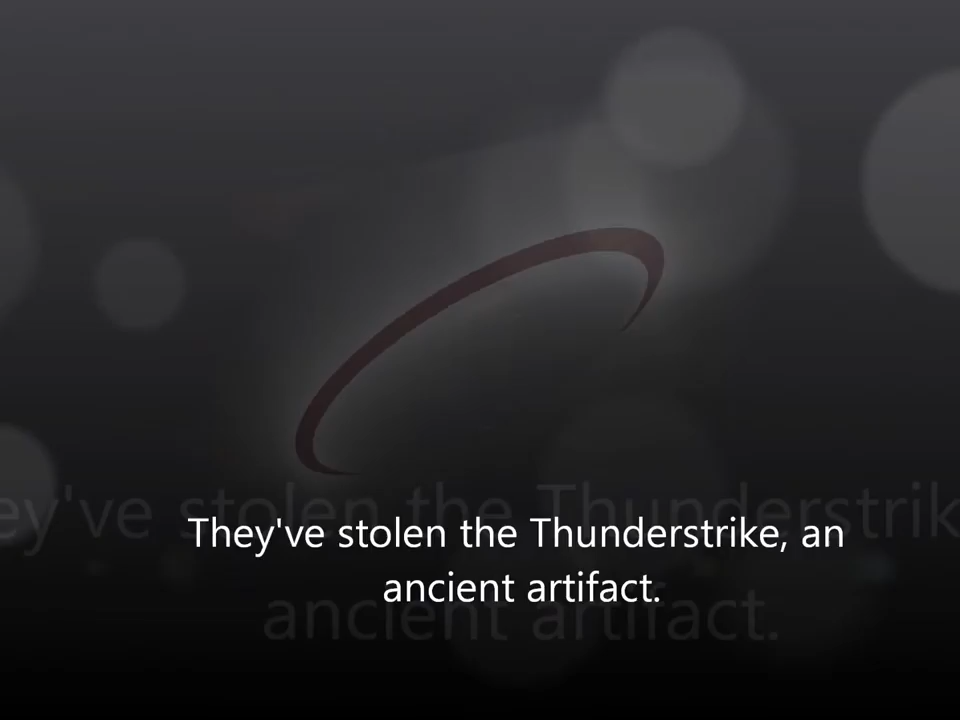 They've stolen the Thunderstrike, an
ancient artifact.